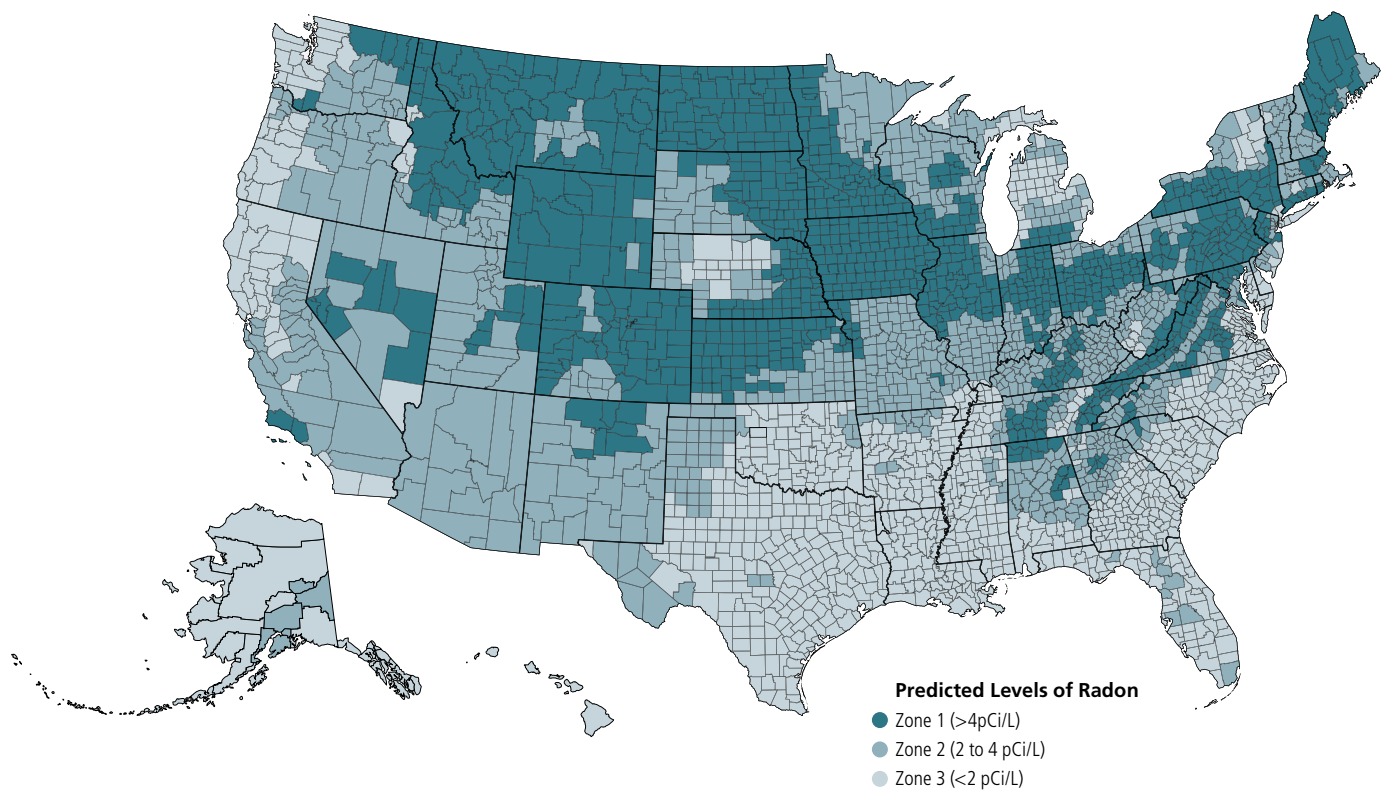 Predicted Levels of Radon
Zone 1 (>4pCi/L)
Zone 2 (2 to 4 pCi/L)
Zone 3 (<2 pCi/L)